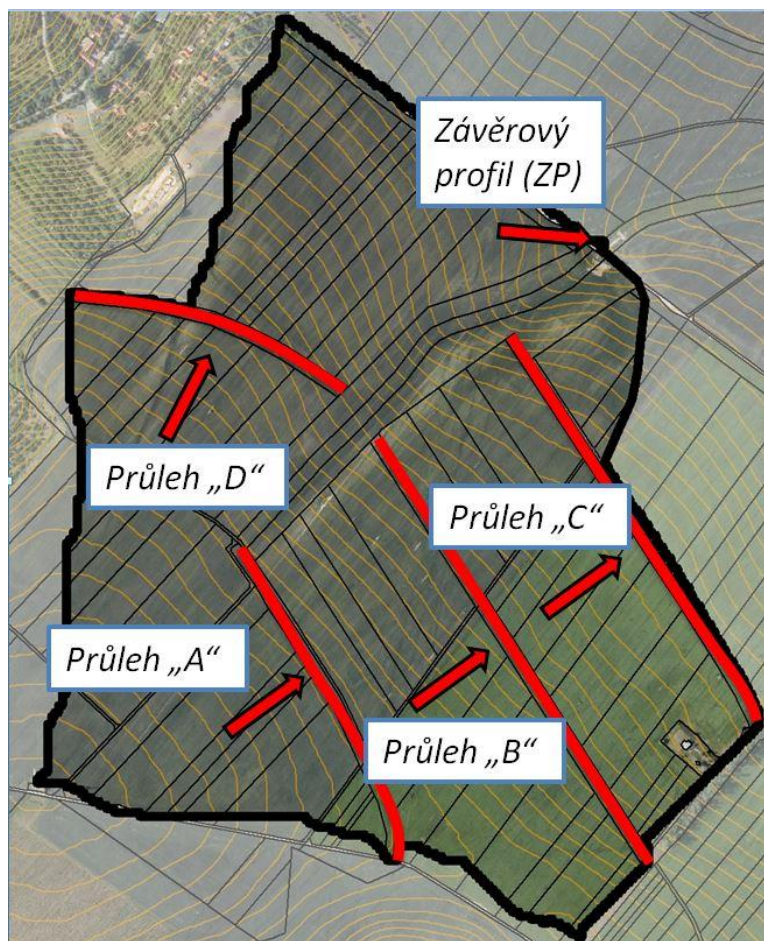 Závěrový
profil (ZP)
Průleh „D“
Průleh „C“
Průleh „A“
Průleh „B“